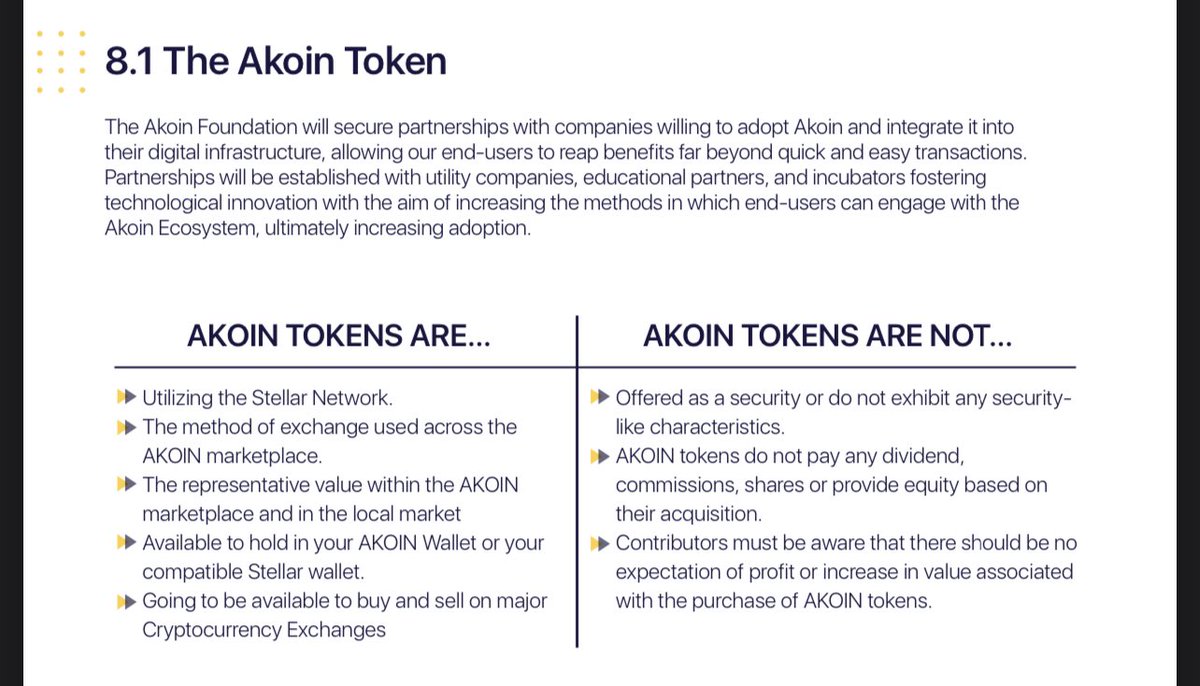 8.1 The Akoin Token
The Akoin Foundation will secure partnerships with companies willing to adopt Akoin and integrate it into
their digital infrastructure, allowing our end-users to reap benefits far beyond quick and easy transactions.
Partnerships will be established with utility companies, educational partners, and incubators fostering
technological innovation with the aim of increasing the methods in which end-users can engage with the
Akoin Ecosystem, ultimately increasing adoption.
AKOIN TOKENS ARE...
Utilizing the Stellar Network.
The method of exchange used across the
AKOIN marketplace.
The representative value within the AKOIN
marketplace and in the local market
Available to hold in your AKOIN Wallet or your
compatible Stellar wallet.
Going to be available to buy and sell on major
Cryptocurrency Exchanges
AKOIN TOKENS ARE NOT...
Offered as a security or do not exhibit any security-
like characteristics.
AKOIN tokens do not pay any dividend,
commissions, shares or provide equity based on
their acquisition.
Contributors must be aware that there should be no
expectation of profit or increase in value associated
with the purchase of AKOIN tokens.